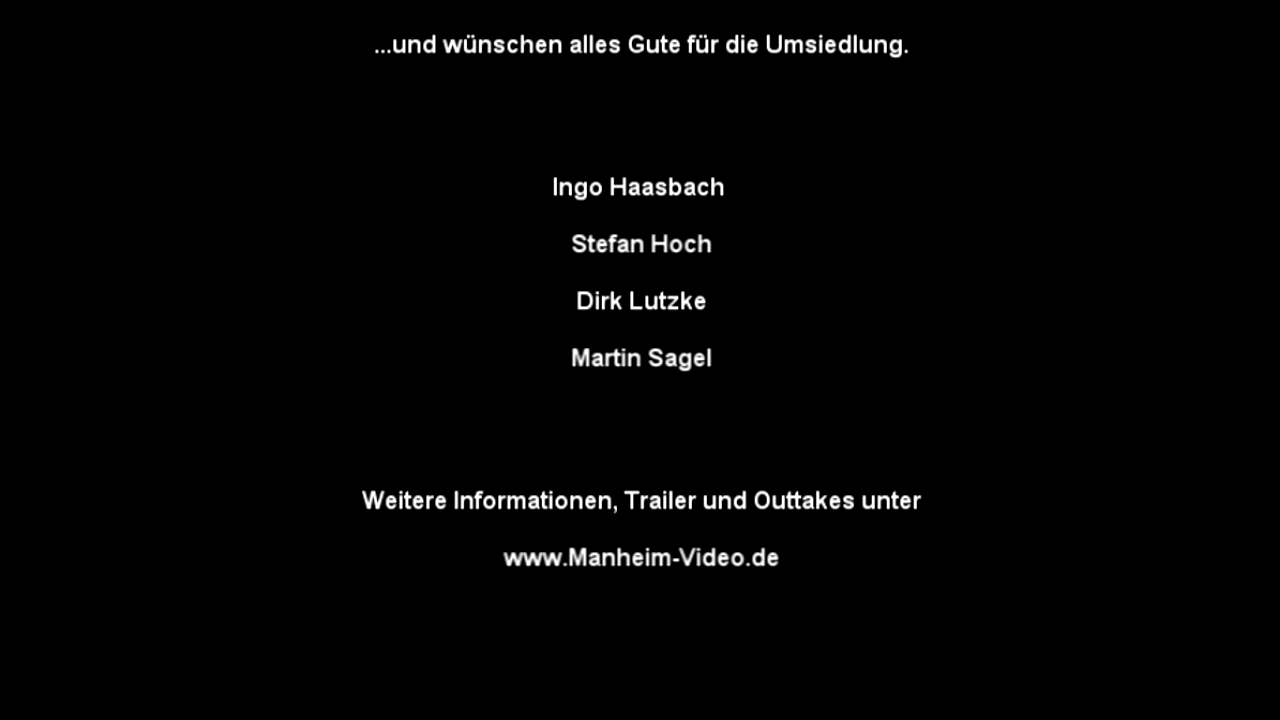 ...und wünschen alles Gute für die Umsiedlung.
Ingo Haasbach
Stefan Hoch
Dirk Lutzke
Martin Sagel
Weitere Informationen, Trailer und Outtakes unter
www.Manheim-Video.de